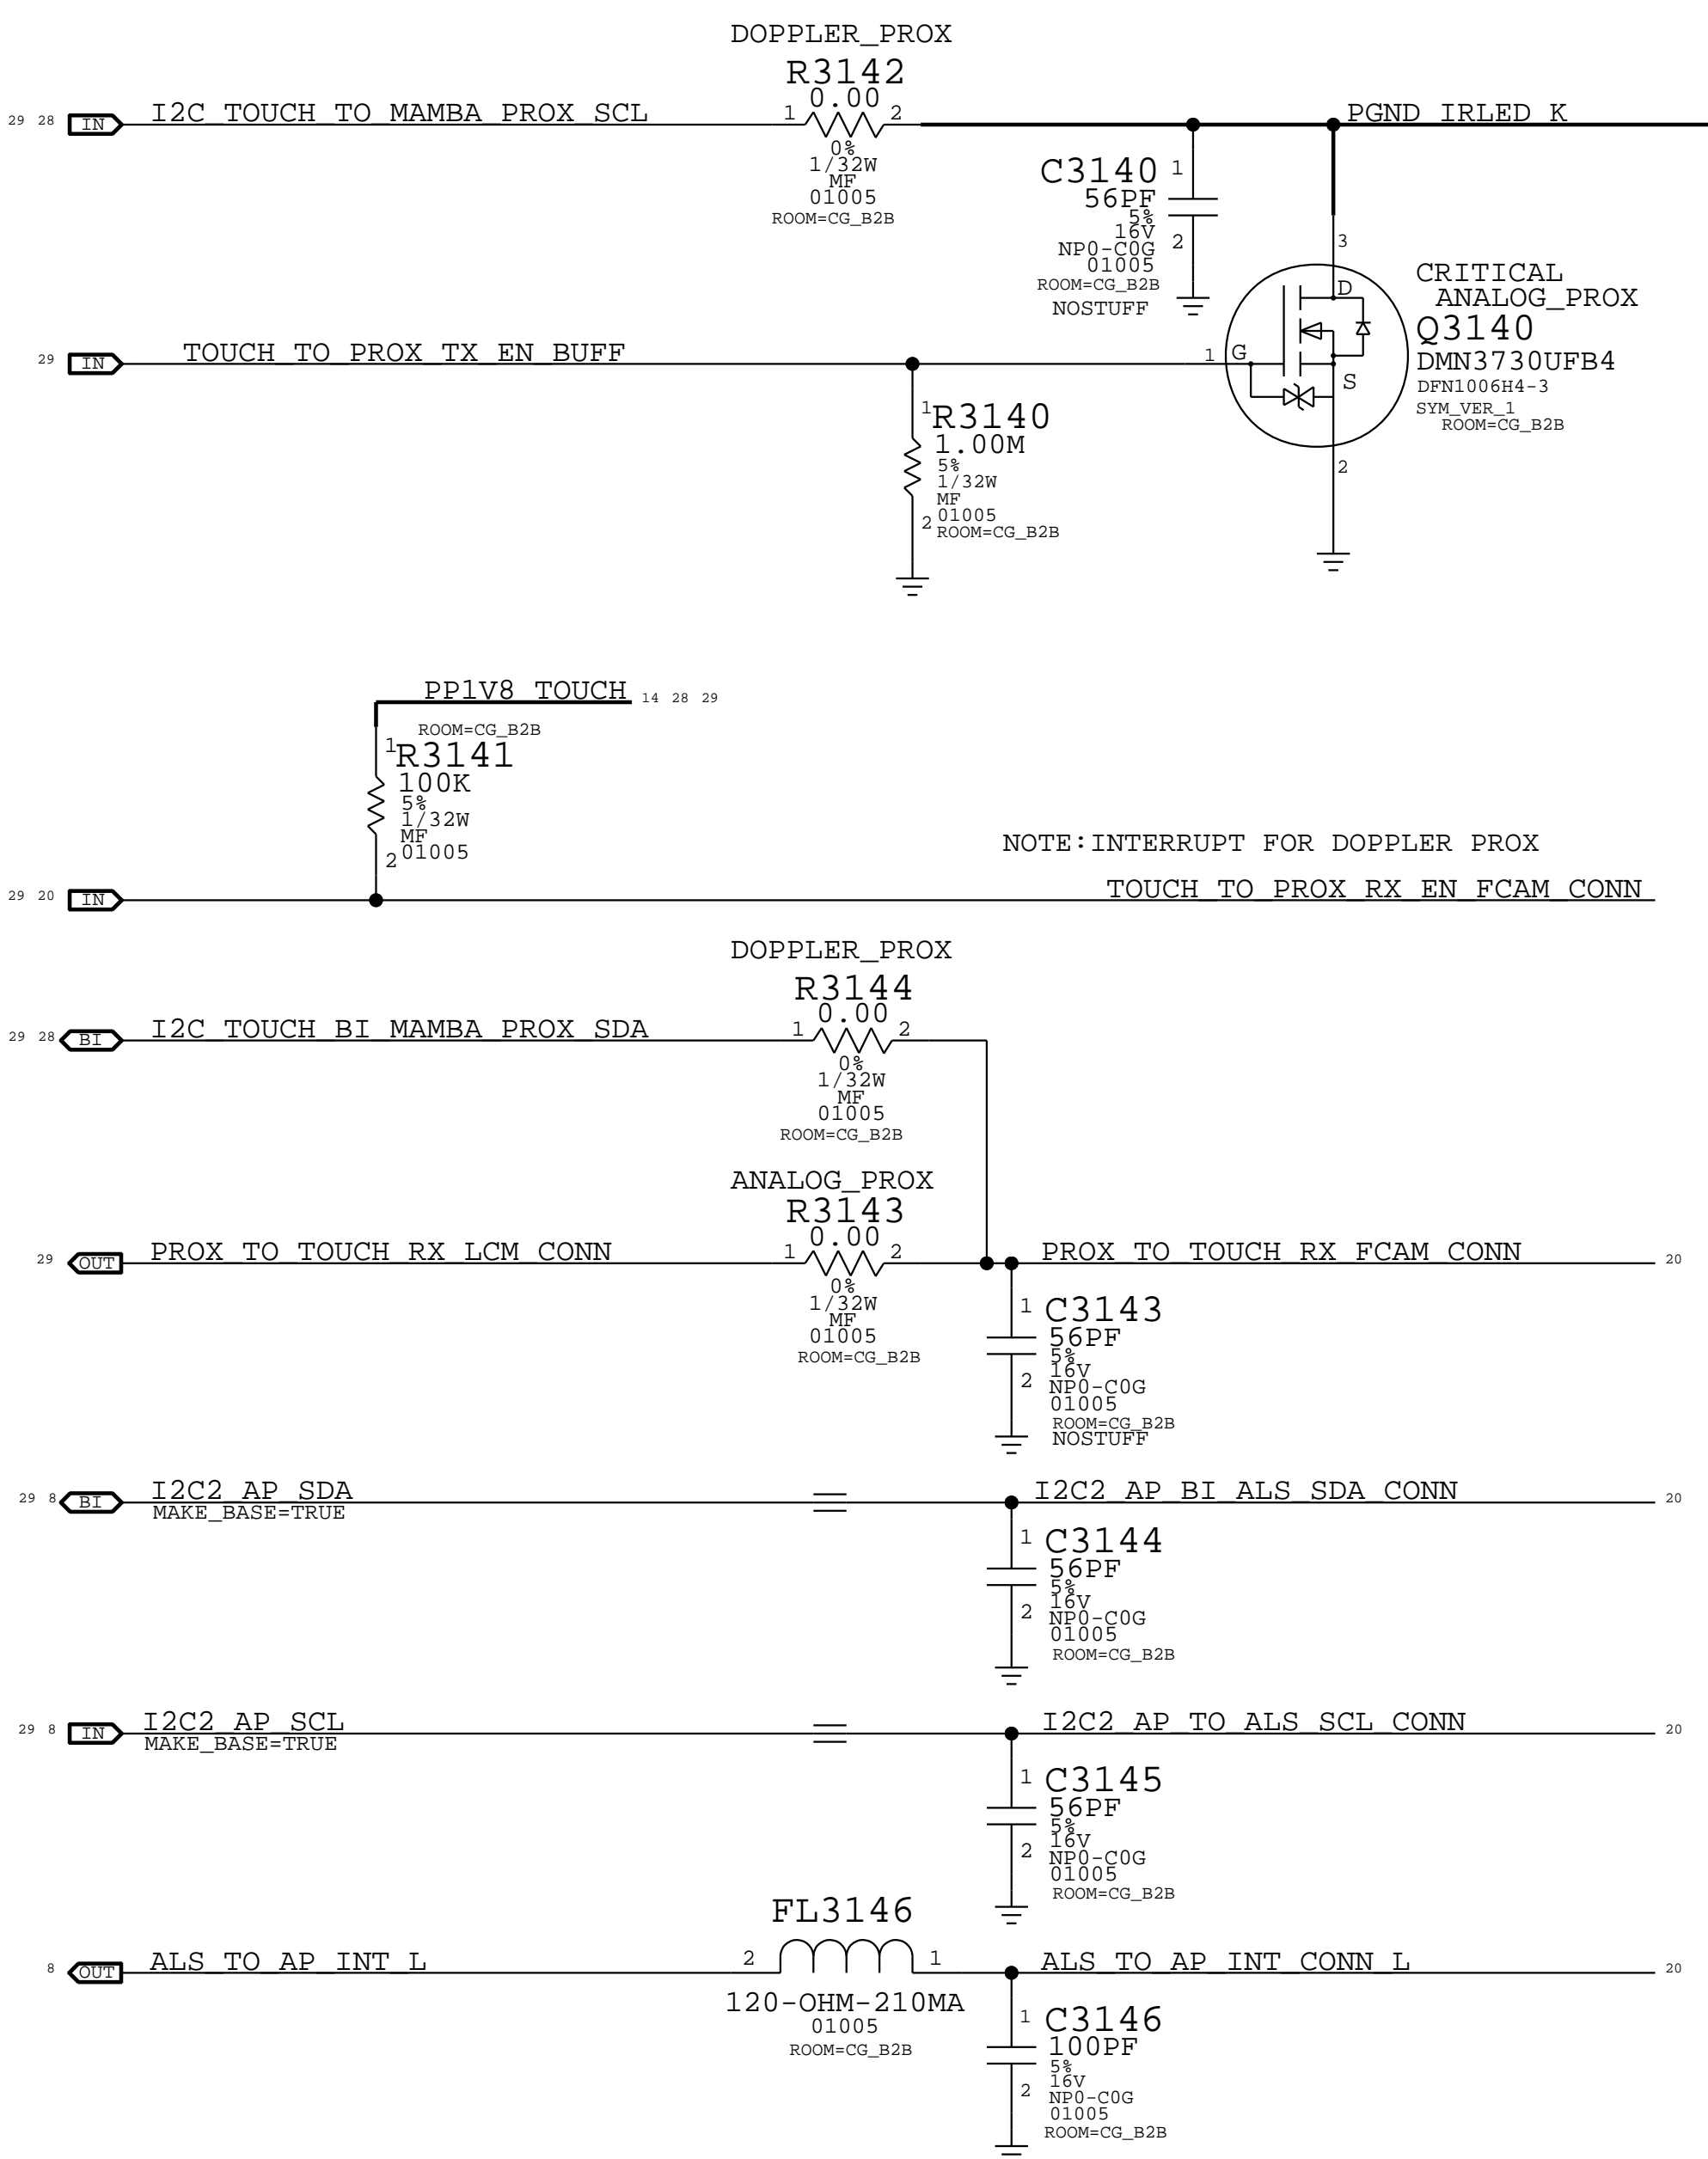 DOPPLER_PROX
R3142
0.00
29 28 IN I2C_TOUCH_TO_MAMBA_PROX_SCL 1 2 PGND_IRLED_K
0%
1/32W
MF
01005
ROOM=CG_B2B
C3140 1
56PF
5%
16V
2
NP0-C0G
01005
ROOM=CG_B2B
NOSTUFF
3
D
CRITICAL
ANALOG_PROX
Q3140
DMN3730UFB4
DFN1006H4-3
SYM_VER_1
ROOM=CG_B2B
29 IN TOUCH_TO_PROX_TX_EN_BUFF 1 G
S
2
1 R3140
1.00M
5%
1/32W
MF
2 01005
ROOM=CG_B2B
PP1V8_TOUCH 14 28 29
ROOM=CG_B2B
1 R3141
100K
5%
1/32W
MF
2 01005
NOTE:INTERRUPT FOR DOPPLER PROX
29 20 IN TOUCH_TO_PROX_RX_EN_FCAM_CONN
DOPPLER_PROX
R3144
0.00
29 28 BI I2C_TOUCH_BI_MAMBA_PROX_SDA 1 2
0%
1/32W
MF
01005
ROOM=CG_B2B
ANALOG_PROX
R3143
0.00
29 OUT PROX_TO_TOUCH_RX_LCM_CONN 1 2 PROX_TO_TOUCH_RX_FCAM_CONN 20
0%
1/32W
MF
01005
ROOM=CG_B2B
1 C3143
56PF
5%
16V
2 NP0-C0G
01005
ROOM=CG_B2B
NOSTUFF
29 8 BI I2C2_AP_SDA I2C2_AP_BI_ALS_SDA_CONN 20
MAKE_BASE=TRUE
1 C3144
56PF
5%
16V
2 NP0-C0G
01005
ROOM=CG_B2B
29 8 IN I2C2_AP_SCL I2C2_AP_TO_ALS_SCL_CONN 20
MAKE_BASE=TRUE
1 C3145
56PF
5%
16V
2 NP0-C0G
01005
ROOM=CG_B2B
FL3146
8 OUT ALS_TO_AP_INT_L 2 1 ALS_TO_AP_INT_CONN_L 20
120-OHM-210MA
01005
ROOM=CG_B2B
1 C3146
100PF
5%
16V
2 NP0-C0G
01005
ROOM=CG_B2B